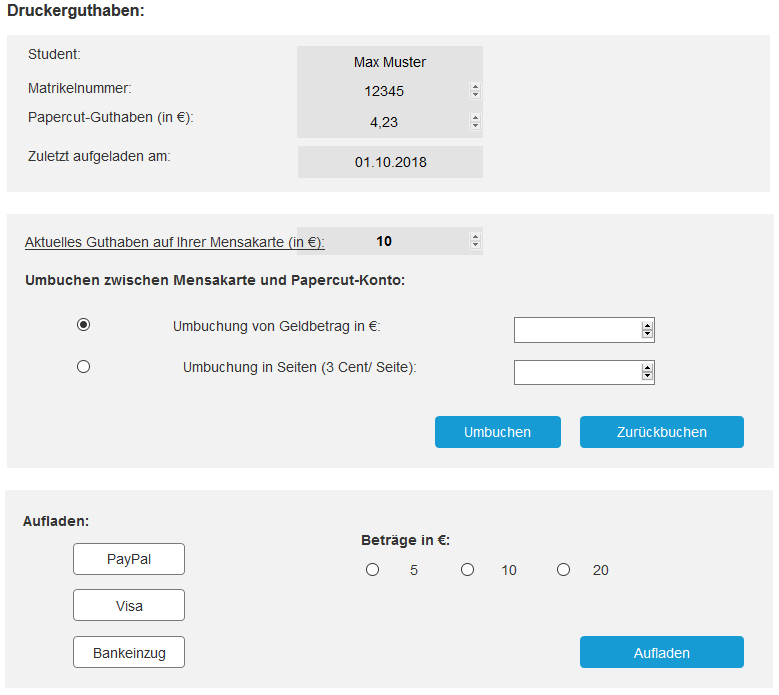 Druckerguthaben:
Student: Max Muster
Matrikelnummer: 12345
Papercut-Guthaben (in €): 4,23
Zuletzt aufgeladen am: 01.10.2018
Aktuelles Guthaben auf Ihrer Mensakarte (in €): 10
Umbuchen zwischen Mensakarte und Papercut-Konto:
Umbuchung von Geldbetrag in €:
Umbuchung in Seiten (3 Cent/ Seite):
Umbuchen Zurückbuchen
Aufladen:
Beträge in €:
PayPal
5 10 20
Visa
Bankeinzug Aufladen